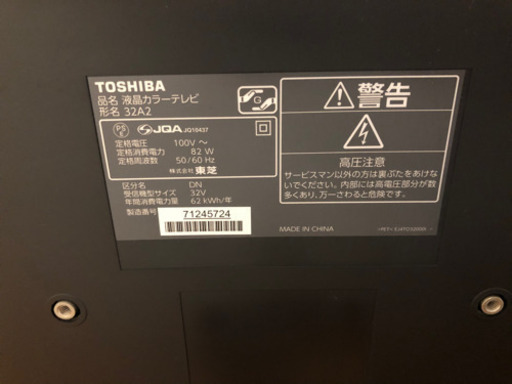 TOSHIBA
品名 液晶カラーテレビ
形名 32A2
PS
E
JQA JQ10437
定格電圧 100V ～
定格消費電力 82 W
定格周波数 50/60 Hz
株式会社 東芝
区分名 DN
受信機型サイズ 32V
年間消費電力量 62 kWh/年
製造番号 71245724
G
警告
高圧注意
サービスマン以外の方は裏ぶたをあけな
いでください。内部には高電圧部分が数
多くあり、万一さわると危険です。
MADE IN CHINA